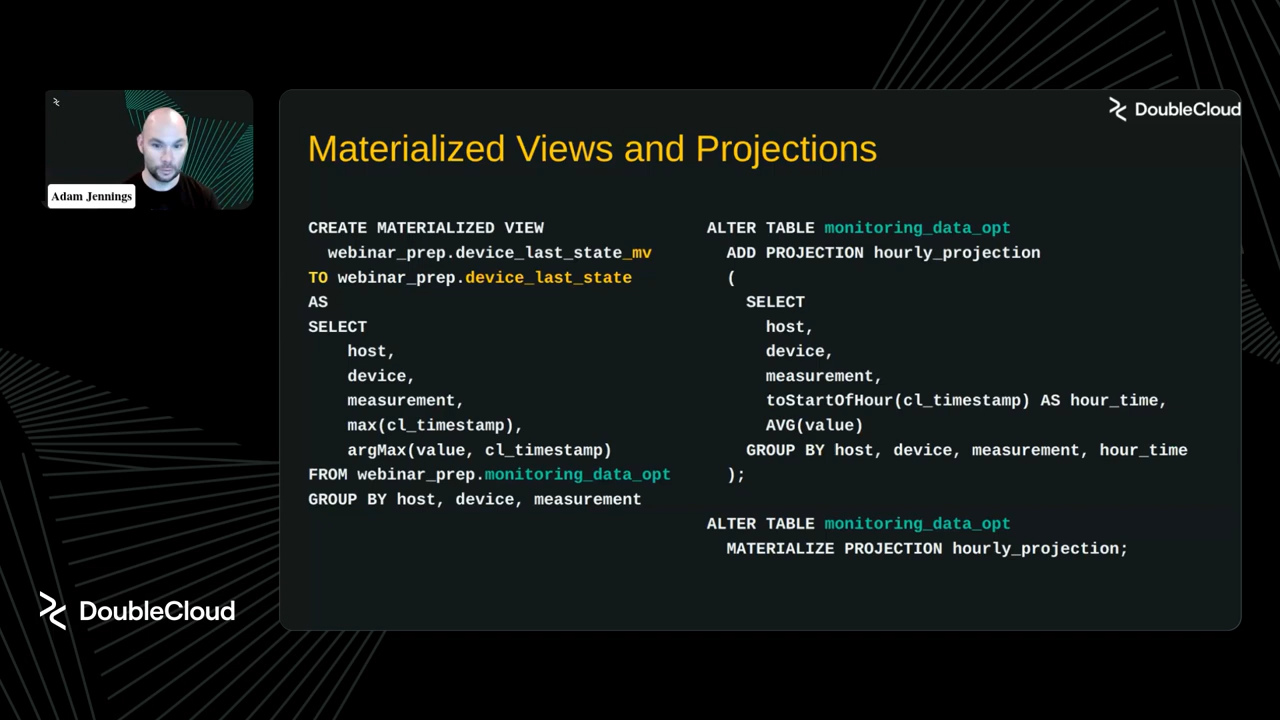 DoubleCloud
Materialized Views and Projections
Adam Jennings
CREATE MATERIALIZED VIEW
webinar_prep.device_last_state_mv
TO webinar_prep.device_last_state
AS
SELECT
host,
device,
measurement,
max(cl_timestamp),
argMax(value, cl_timestamp)
FROM webinar_prep.monitoring_data_opt
GROUP BY host, device, measurement
ALTER TABLE monitoring_data_opt
ADD PROJECTION hourly_projection
(
SELECT
host,
device,
measurement,
toStartOfHour(cl_timestamp) AS hour_time,
AVG(value)
GROUP BY host, device, measurement, hour_time
);
ALTER TABLE monitoring_data_opt
MATERIALIZE PROJECTION hourly_projection;
DoubleCloud